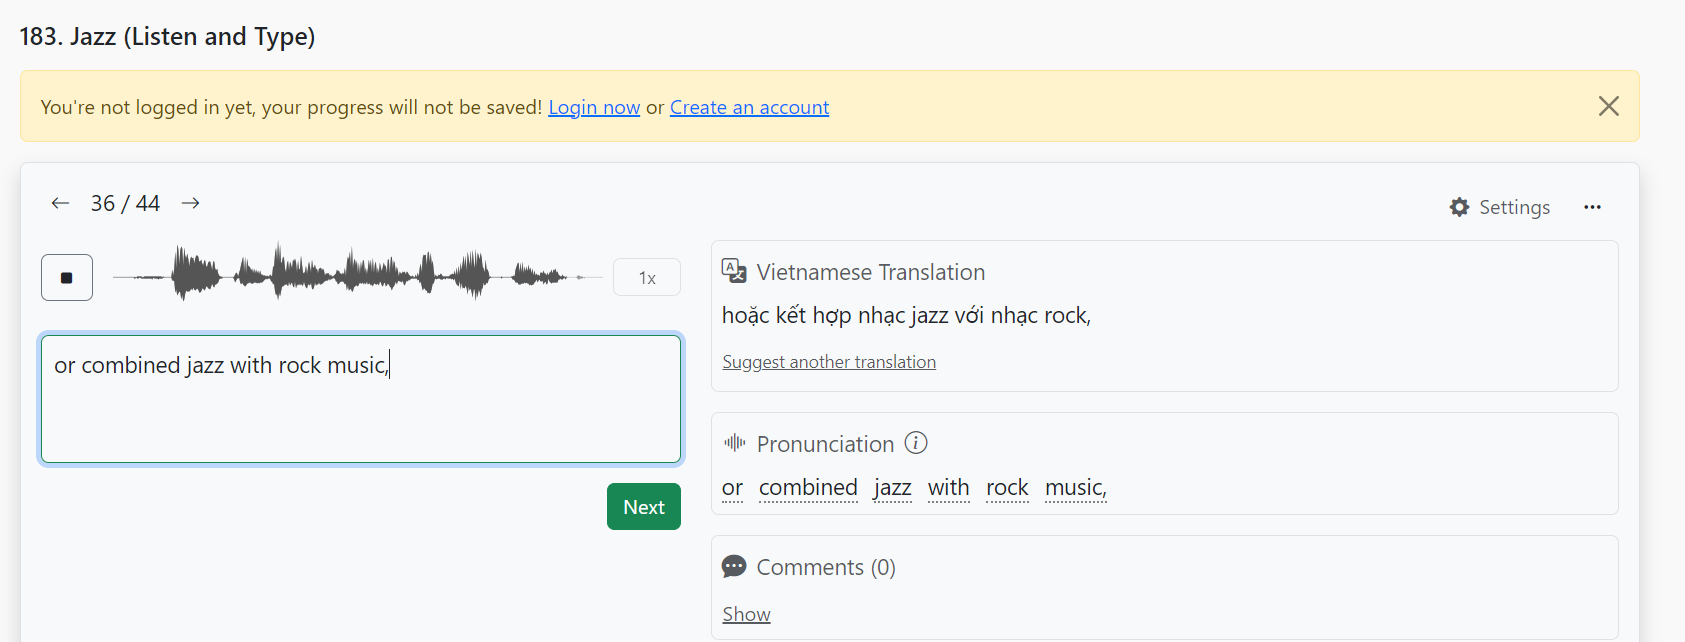 183. Jazz (Listen and Type)
You're not logged in yet, your progress will not be saved! Login now or Create an account
36 / 44
Settings
1x
or combined jazz with rock music,
Next
Vietnamese Translation
hoặc kết hợp nhạc jazz với nhạc rock,
Suggest another translation
Pronunciation
or combined jazz with rock music,
Comments (0)
Show